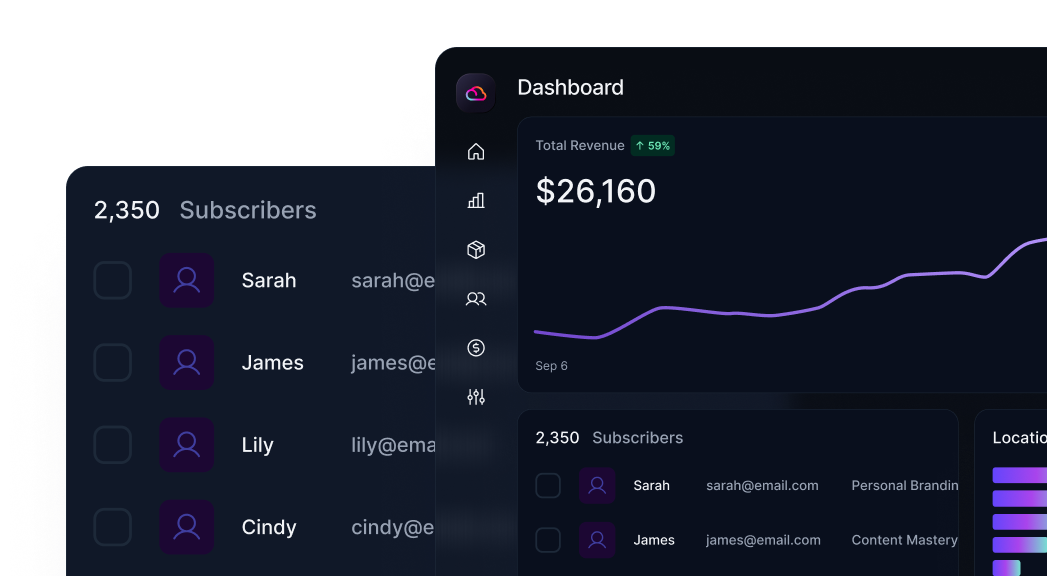 Dashboard
Total Revenue ↑ 59%
$26,160
Sep 6
2,350 Subscribers
Sarah sarah@e
James james@e
Lily lily@ema
Cindy cindy@e
2,350 Subscribers
Sarah sarah@email.com Personal Brandin
James james@email.com Content Mastery
Locatio